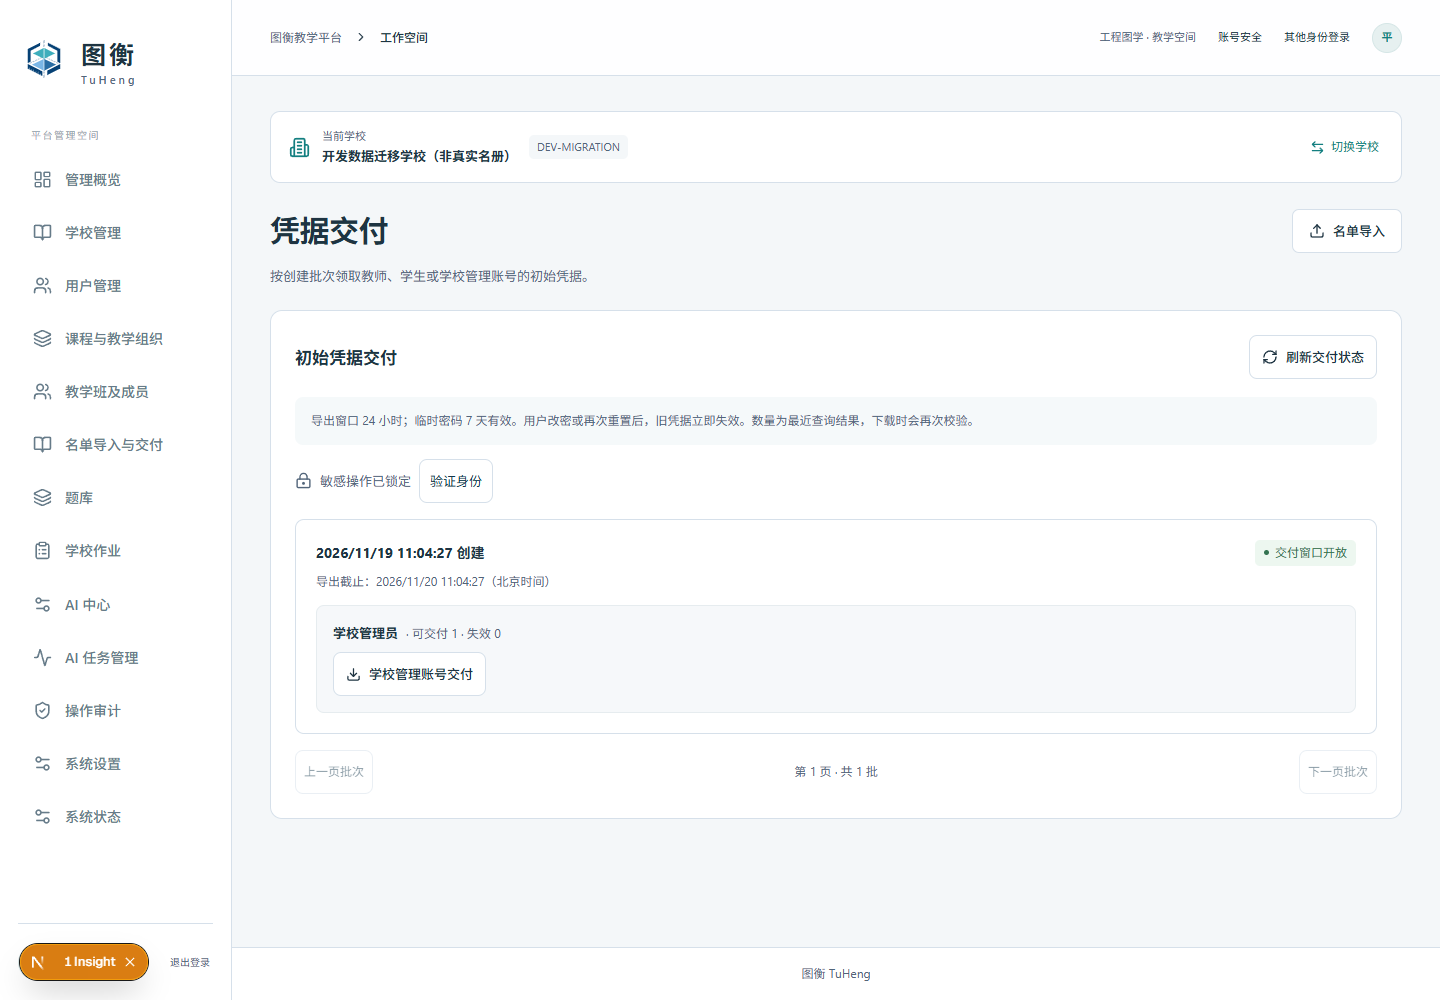 图衡
TuHeng
平台管理空间
管理概览
学校管理
用户管理
课程与教学组织
教学班及成员
名单导入与交付
题库
学校作业
AI 中心
AI 任务管理
操作审计
系统设置
系统状态
1 Insight
退出登录
图衡教学平台 > 工作空间
工程图学 · 教学空间 账号安全 其他身份登录 平
当前学校
开发数据迁移学校（非真实名册） DEV-MIGRATION
切换学校
凭据交付
名单导入
按创建批次领取教师、学生或学校管理账号的初始凭据。
初始凭据交付
刷新交付状态
导出窗口 24 小时；临时密码 7 天有效。用户改密或再次重置后，旧凭据立即失效。数量为最近查询结果，下载时会再次校验。
敏感操作已锁定 验证身份
2026/11/19 11:04:27 创建
交付窗口开放
导出截止：2026/11/20 11:04:27（北京时间）
学校管理员 · 可交付 1 · 失效 0
学校管理账号交付
上一页批次 第 1 页 · 共 1 批 下一页批次
图衡 TuHeng